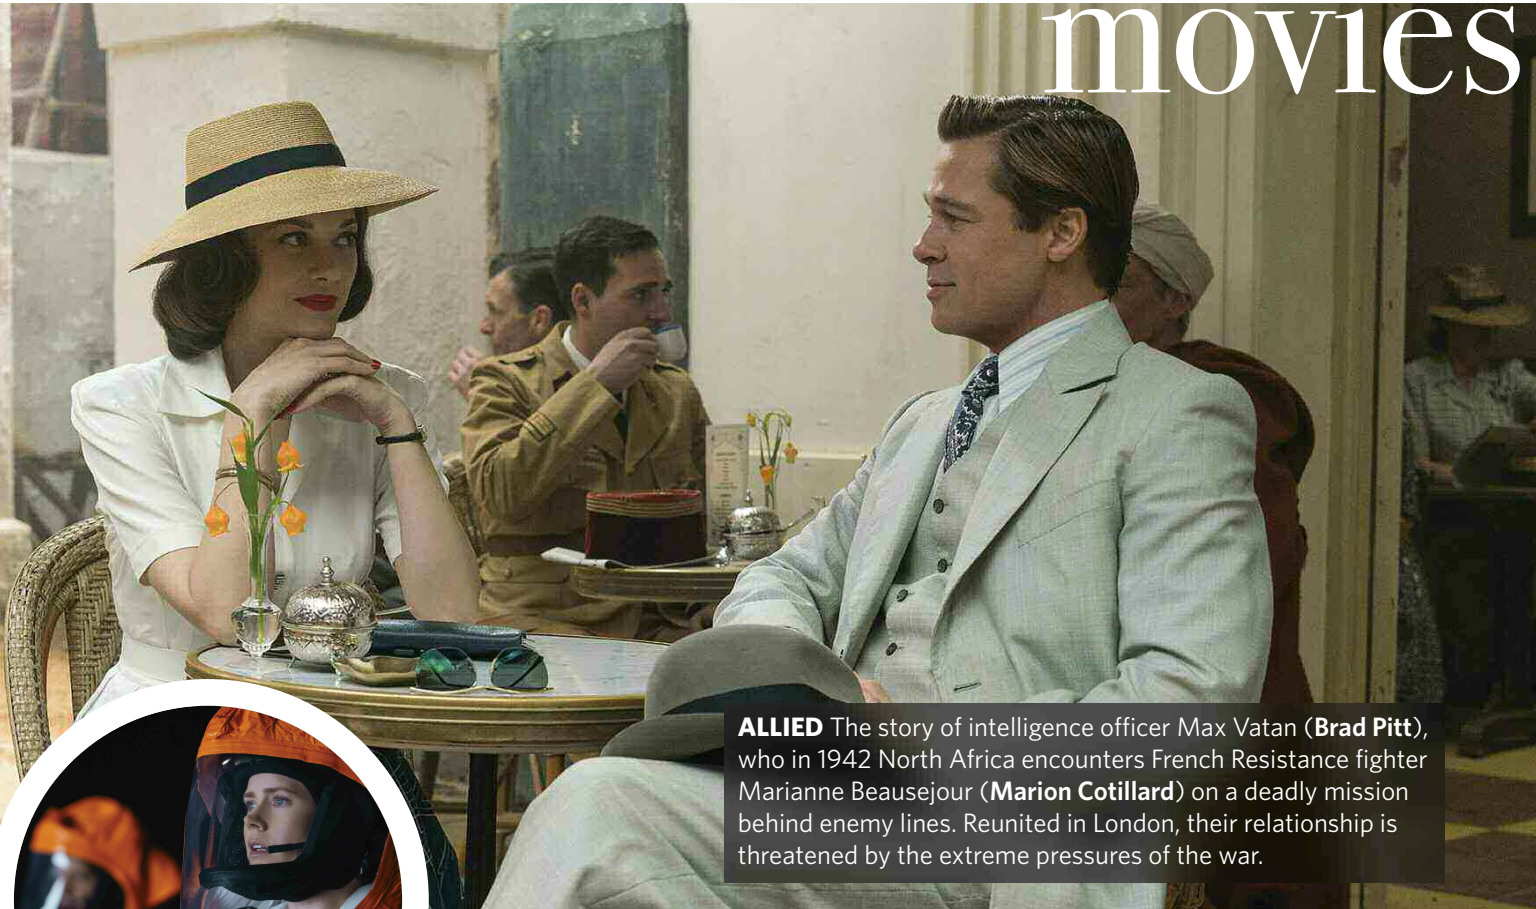 movies
ALLIED The story of intelligence officer Max Vatan (Brad Pitt),
who in 1942 North Africa encounters French Resistance fighter
Marianne Beausejour (Marion Cotillard) on a deadly mission
behind enemy lines. Reunited in London, their relationship is
threatened by the extreme pressures of the war.